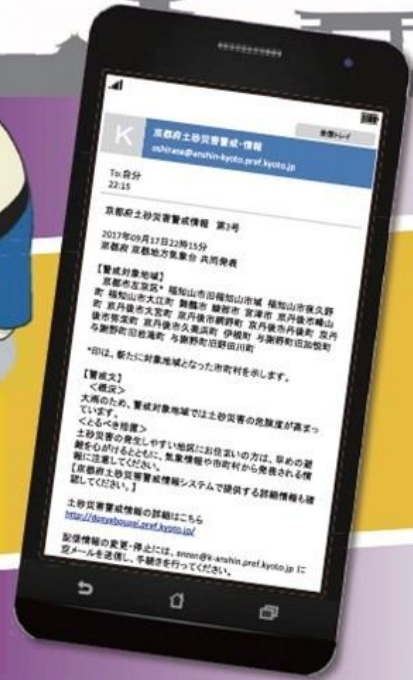 受信トレイ
K
京都府土砂災害警戒・情報
oshirase@anshin-kyoto.pref.kyoto.jp
To:自分
22:15
京都府土砂災害警戒情報 第3号
2017年09月17日22時15分
京都府 京都地方気象台 共同発表
【警戒対象地域】
京都市左京区* 福知山市旧福知山市域 福知山市夜久野
町 福知山市大江町 舞鶴市 綾部市 宮津市 京丹後市峰山
町 京丹後市大宮町 京丹後市網野町 京丹後市丹後町 京丹
後市弥栄町 京丹後市久美浜町 伊根町 与謝野町旧加悦町
与謝野町旧岩滝町 与謝野町旧野田川町
*印は、新たに対象地域となった市町村を示します。
【警戒文】
<概況>
大雨のため、警戒対象地域では土砂災害の危険度が高まっ
ています。
<とるべき措置>
土砂災害の発生しやすい地区にお住まいの方は、早めの避
難を心がけるとともに、気象情報や市町村から発表される情
報に注意してください。
【京都府土砂災害警戒情報システムで提供する詳細情報も確
認してください。】
土砂災害警戒情報の詳細はこちら
http://dosyabousai.pref.kyoto.jp/
配信情報の変更・停止には、anzen@k-anshin.pref.kyoto.jp に
空メールを送信し、手続きを行ってください。